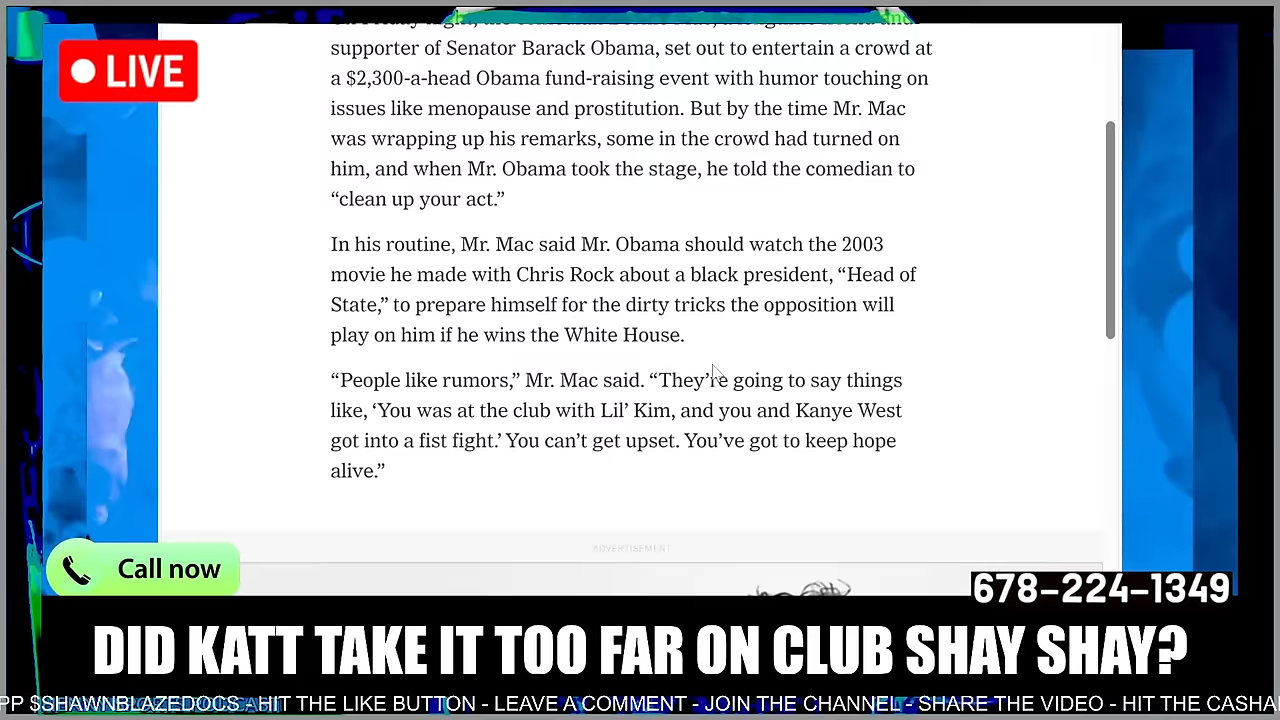 supporter of Senator Barack Obama, set out to entertain a crowd at
LIVE
a $2,300-a-head Obama fund-raising event with humor touching on
issues like menopause and prostitution. But by the time Mr. Mac
was wrapping up his remarks, some in the crowd had turned on
him, and when Mr. Obama took the stage, he told the comedian to
“clean up your act.”
In his routine, Mr. Mac said Mr. Obama should watch the 2003
movie he made with Chris Rock about a black president, “Head of
State,” to prepare himself for the dirty tricks the opposition will
play on him if he wins the White House.
“People like rumors,” Mr. Mac said. “They’re going to say things
like, ‘You was at the club with Lil’ Kim, and you and Kanye West
got into a fist fight.’ You can’t get upset. You’ve got to keep hope
alive.”
ADVERTISEMENT
Call now
678-224-1349
DID KATT TAKE IT TOO FAR ON CLUB SHAY SHAY?
PP $SHAWNBLAZEDOCS - HIT THE LIKE BUTTON - LEAVE A COMMENT - JOIN THE CHANNEL - SHARE THE VIDEO - HIT THE CASHA